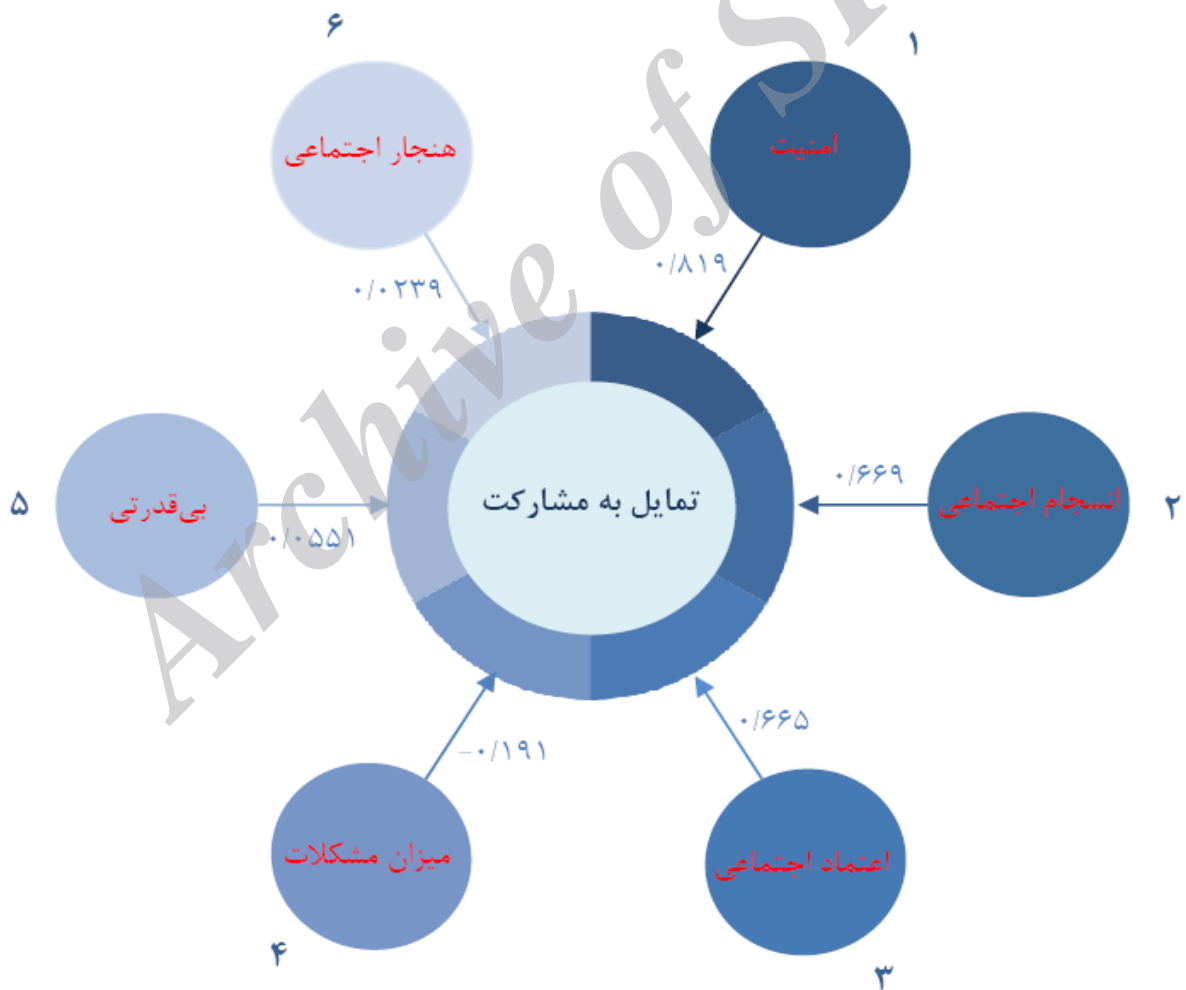 ۶
۱
هنجار اجتماعی
امنیت
۰/۰۲۳۹
۰/۸۱۹
۵
بی‌قدرتی
۰/۰۵۵۱
تمایل به مشارکت
۰/۶۶۹
انسجام اجتماعی
۲
-۰/۱۹۱
۰/۶۶۵
میزان مشکلات
اعتماد اجتماعی
۴
۳
Archive of